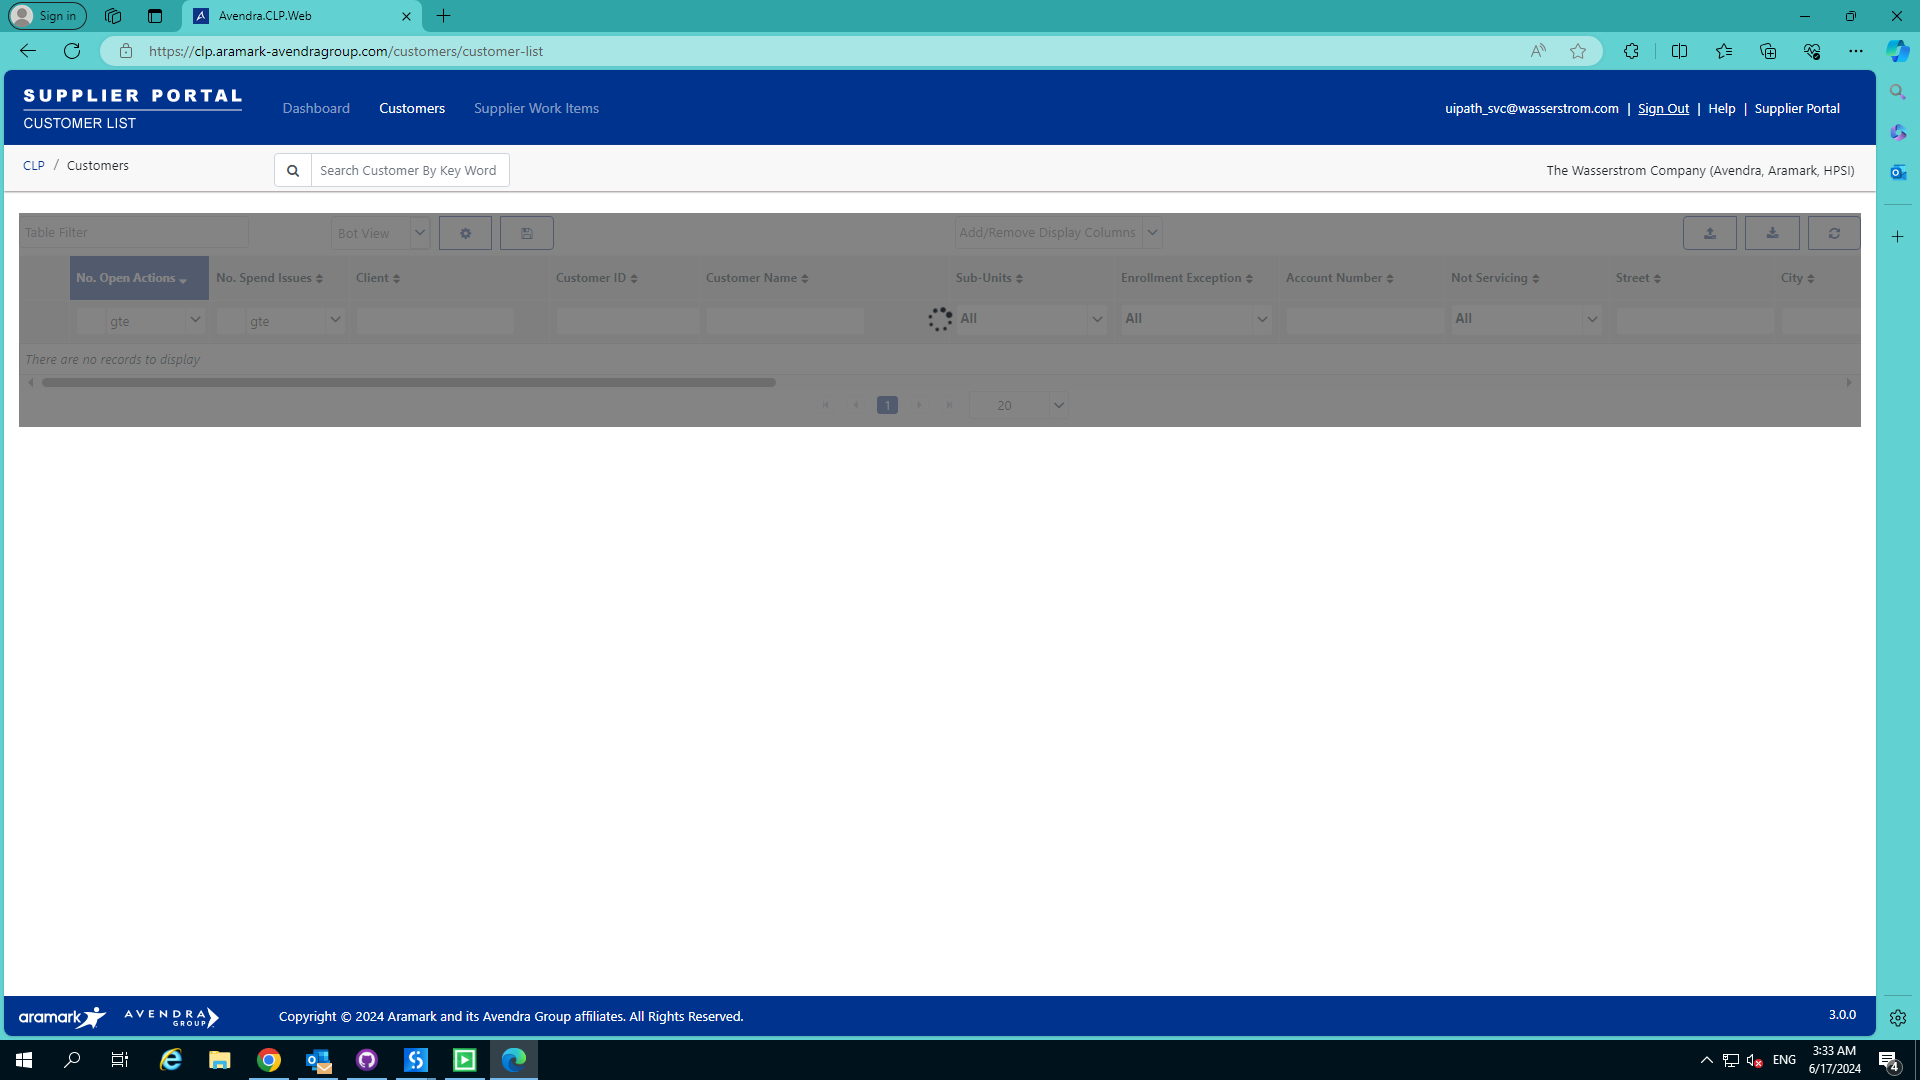 Sign in
Avendra.CLP.Web
https://clp.aramark-avendragroup.com/customers/customer-list
SUPPLIER PORTAL
CUSTOMER LIST
Dashboard
Customers
Supplier Work Items
uipath_svc@wasserstrom.com | Sign Out | Help | Supplier Portal
CLP / Customers
Search Customer By Key Word
The Wasserstrom Company (Avendra, Aramark, HPSI)
Table Filter
Bot View
Add/Remove Display Columns
No. Open Actions
No. Spend Issues
Client
Customer ID
Customer Name
Sub-Units
Enrollment Exception
Account Number
Not Servicing
Street
City
gte
gte
All
All
All
There are no records to display
1
20
aramark
AVENDRA
GROUP
Copyright © 2024 Aramark and its Avendra Group affiliates. All Rights Reserved.
3.0.0
ENG
3:33 AM
6/17/2024
4